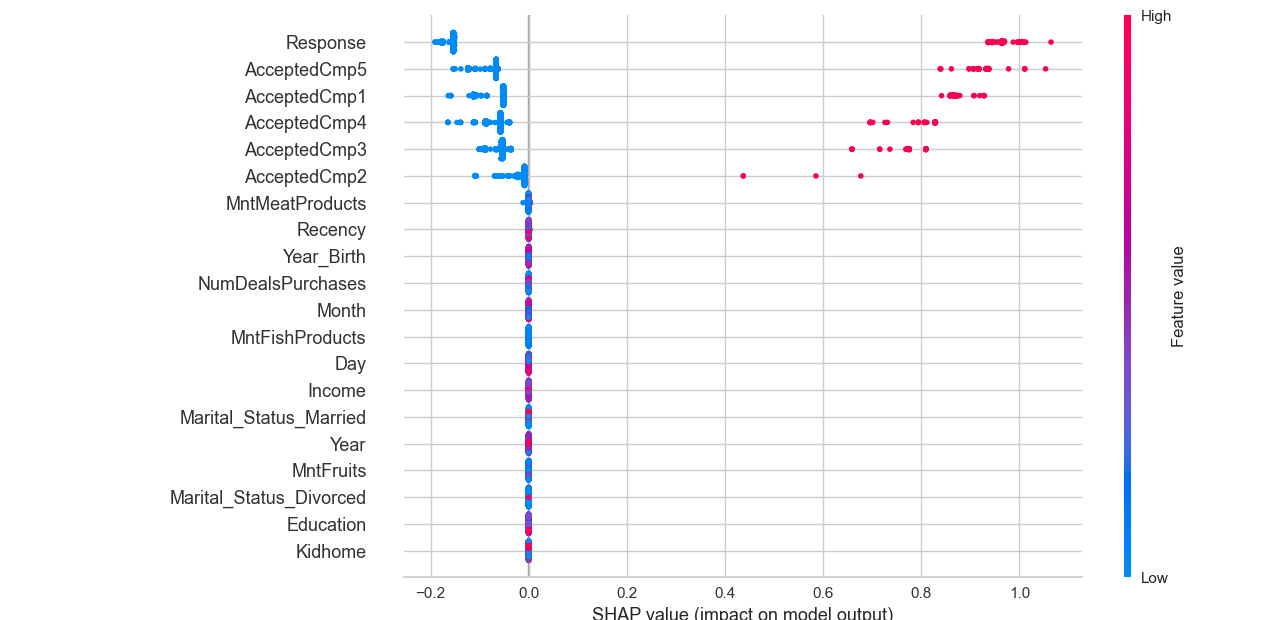 High
Response
AcceptedCmp5
AcceptedCmp1
AcceptedCmp4
AcceptedCmp3
AcceptedCmp2
MntMeatProducts
Recency
Year_Birth
NumDealsPurchases
Month
MntFishProducts
Day
Income
Marital_Status_Married
Year
MntFruits
Marital_Status_Divorced
Education
Kidhome
Feature value
Low
−0.2 0.0 0.2 0.4 0.6 0.8 1.0
SHAP value (impact on model output)